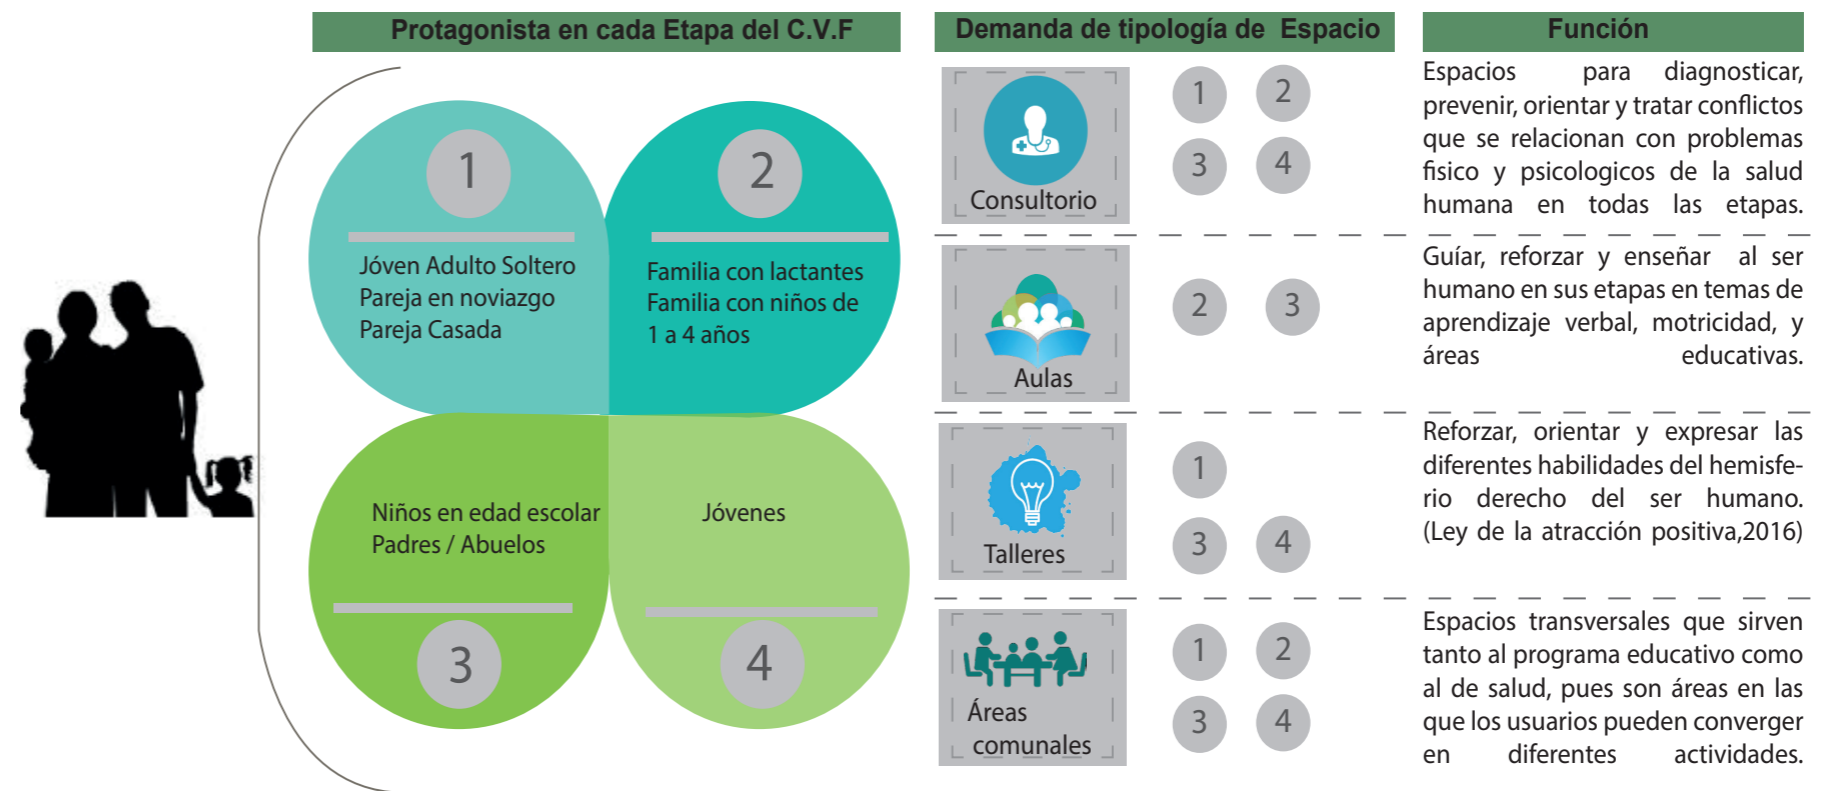 Protagonista en cada Etapa del C.V.F
1
2
Jóven Adulto Soltero
Pareja en noviazgo
Pareja Casada
Familia con lactantes
Familia con niños de
1 a 4 años
Niños en edad escolar
Padres / Abuelos
Jóvenes
3
4
Demanda de tipología de Espacio
Función
Consultorio
1 2
3 4
Espacios para diagnosticar,
prevenir, orientar y tratar conflictos
que se relacionan con problemas
fisico y psicologicos de la salud
humana en todas las etapas.
Aulas
2 3
Guíar, reforzar y enseñar al ser
humano en sus etapas en temas de
aprendizaje verbal, motricidad, y
áreas educativas.
Talleres
1
3 4
Reforzar, orientar y expresar las
diferentes habilidades del hemisfe-
rio derecho del ser humano.
(Ley de la atracción positiva,2016)
Áreas
comunales
1 2
3 4
Espacios transversales que sirven
tanto al programa educativo como
al de salud, pues son áreas en las
que los usuarios pueden converger
en diferentes actividades.